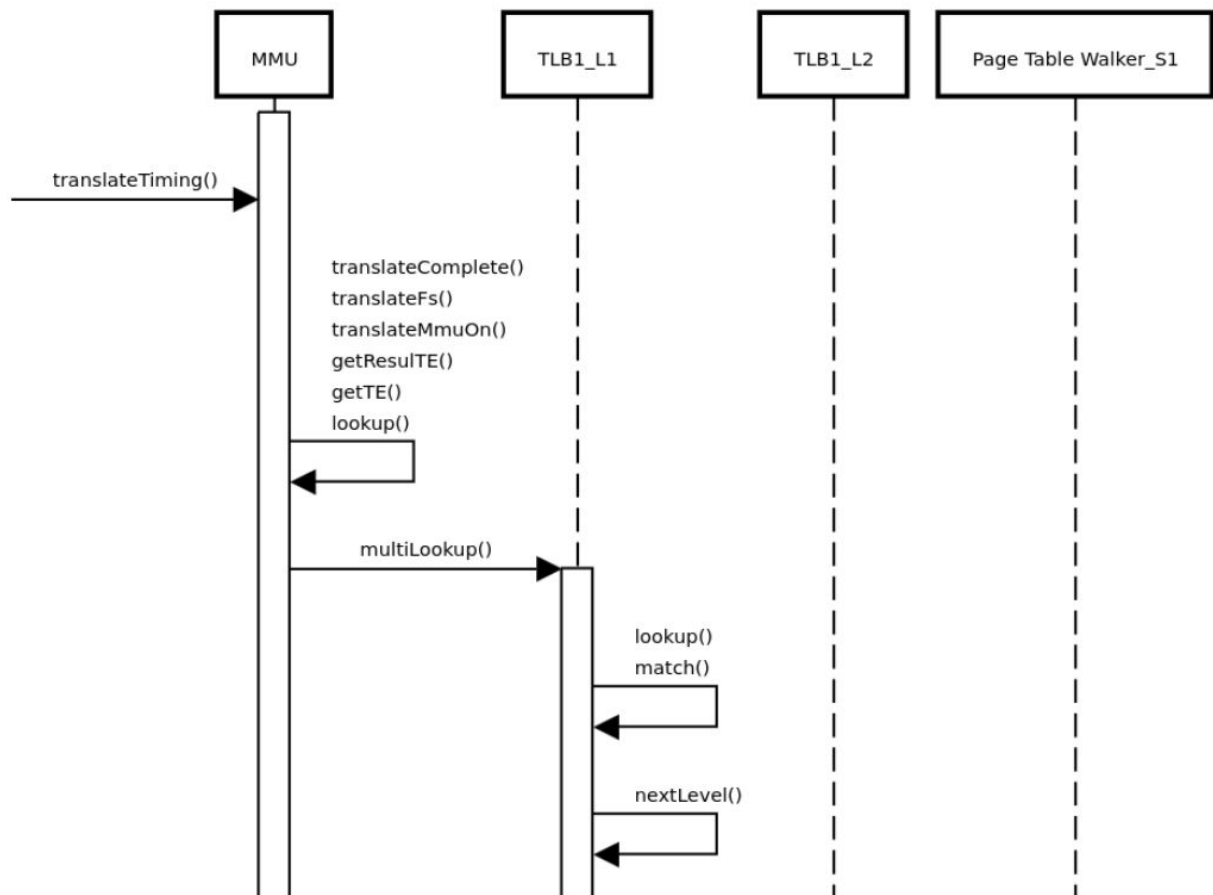 MMU
TLB1_L1
TLB1_L2
Page Table Walker_S1
translateTiming()
translateComplete()
translateFs()
translateMmuOn()
getResulTE()
getTE()
lookup()
multiLookup()
lookup()
match()
nextLevel()